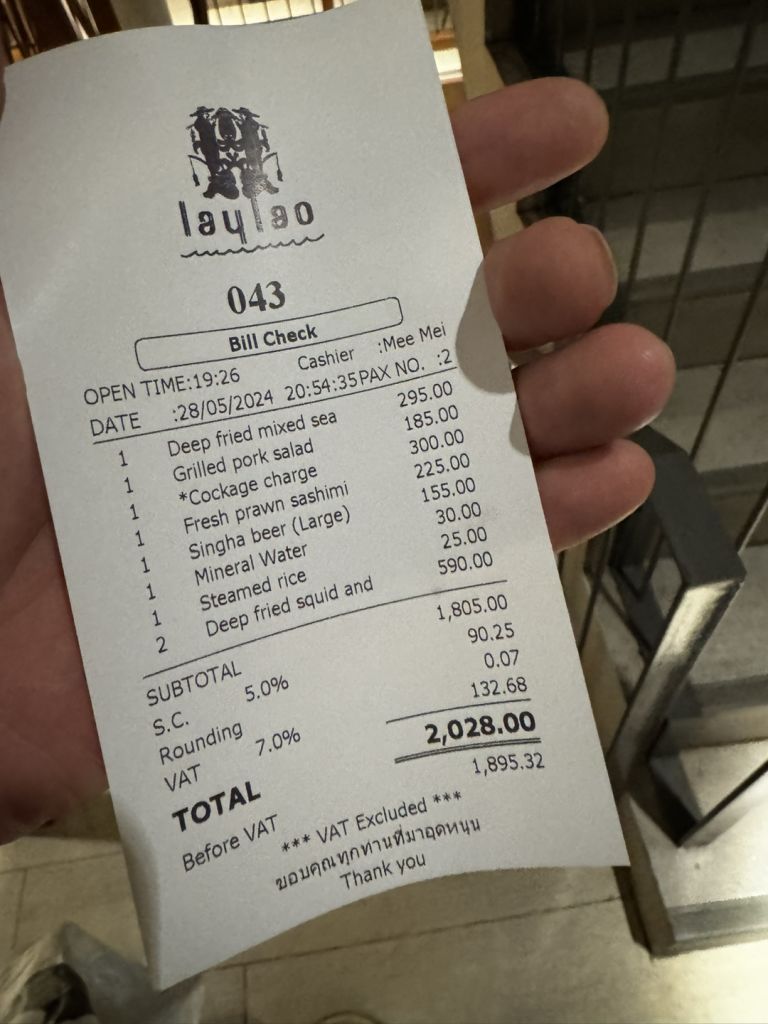 laylao
043
Bill Check
OPEN TIME:19:26 Cashier :Mee Mei
DATE :28/05/2024 20:54:35 PAX NO. :2
1 Deep fried mixed sea 295.00
1 Grilled pork salad 185.00
1 *Cockage charge 300.00
1 Fresh prawn sashimi 225.00
1 Singha beer (Large) 155.00
1 Mineral Water 30.00
1 Steamed rice 25.00
2 Deep fried squid and 590.00
SUBTOTAL 1,805.00
S.C. 5.0% 90.25
Rounding 0.07
VAT 7.0% 132.68
TOTAL 2,028.00
Before VAT 1,895.32
*** VAT Excluded ***
ขอบคุณทุกท่านที่มาอุดหนุน
Thank you